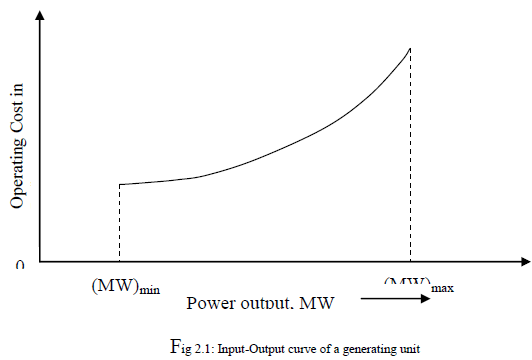 Operating Cost in
0
(MW)min
(MW)max
Power output, MW
Fig 2.1: Input-Output curve of a generating unit